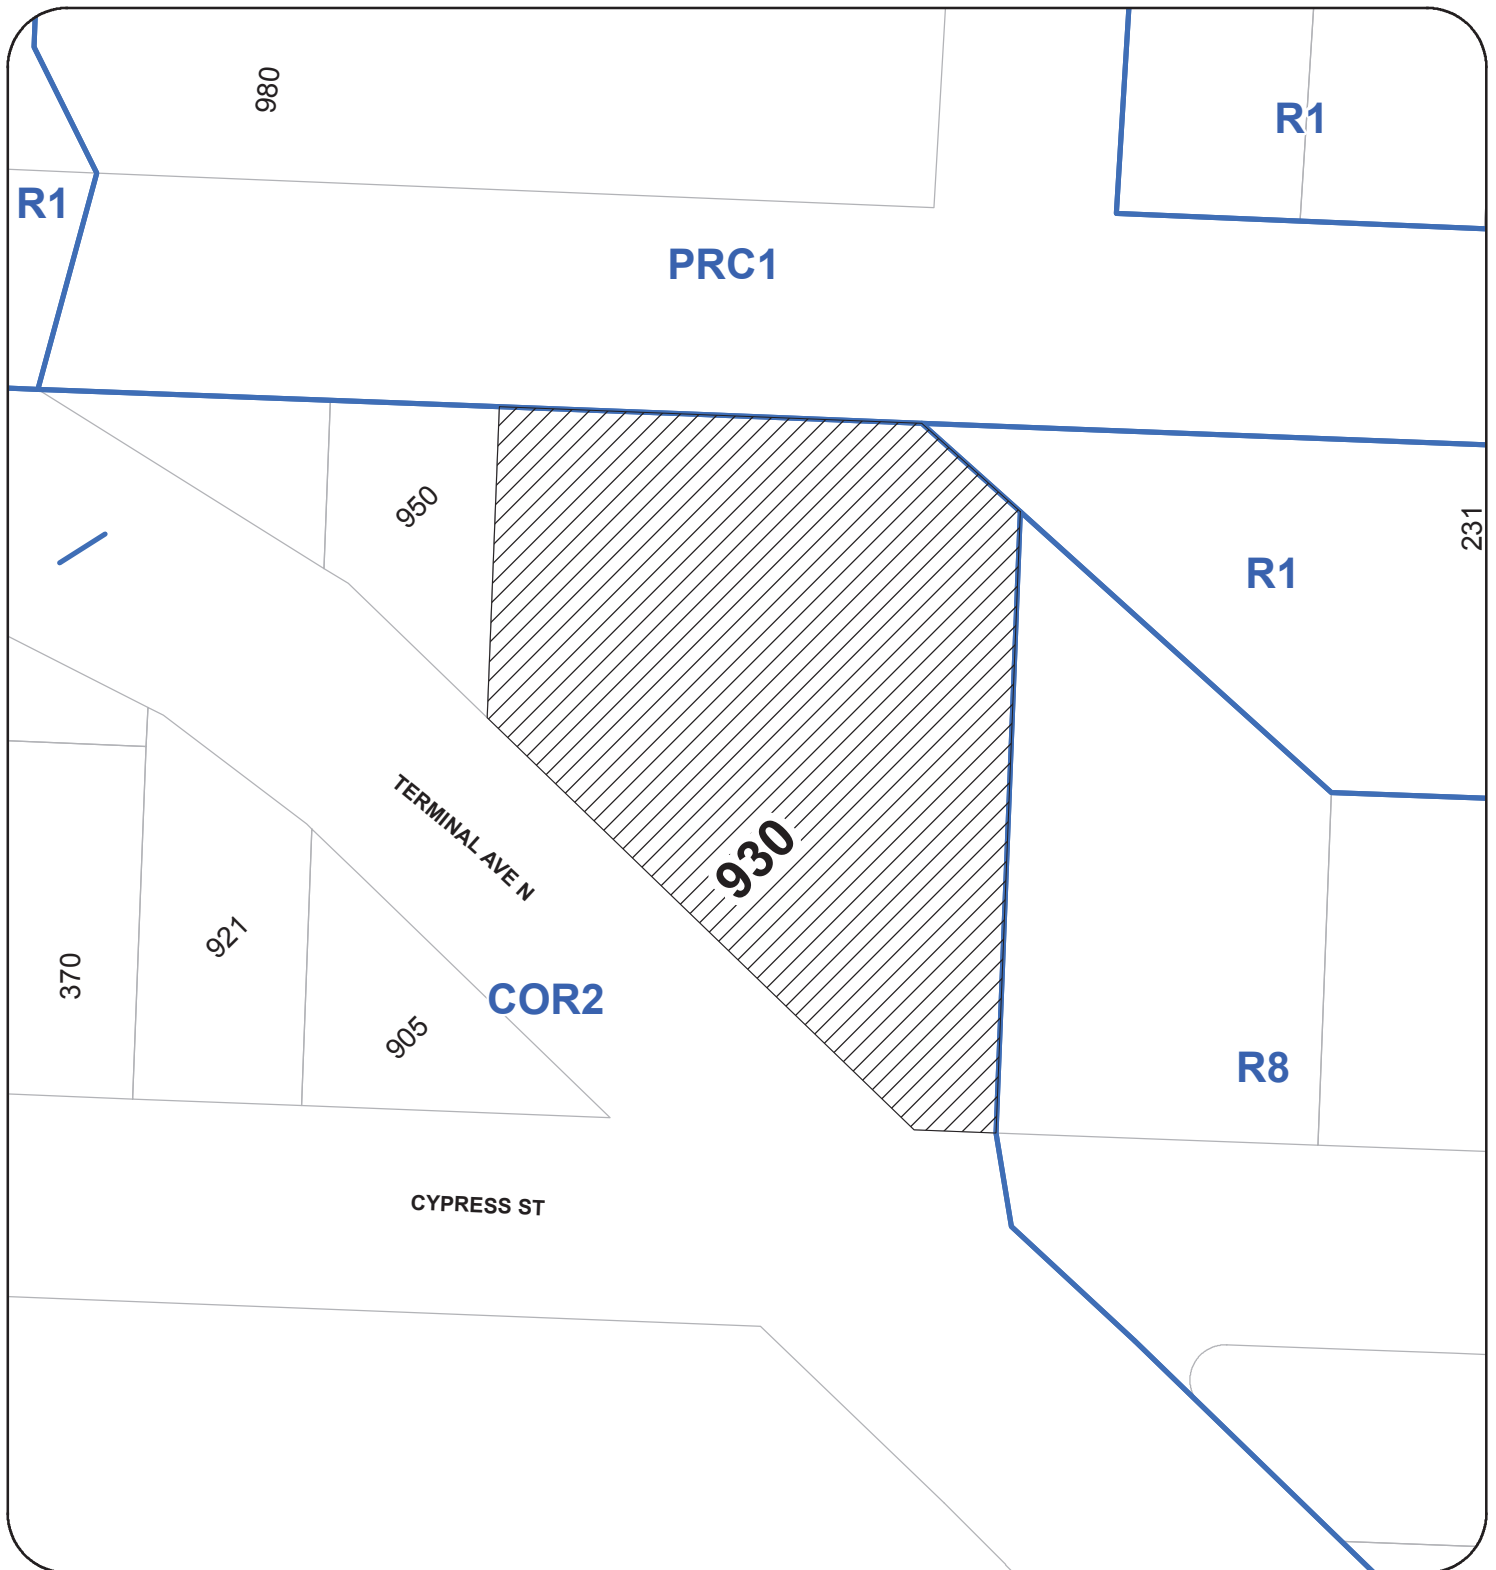 980
R1
R1
PRC1
950
231
R1
TERMINAL AVE N
930
921
370
COR2
905
R8
CYPRESS ST